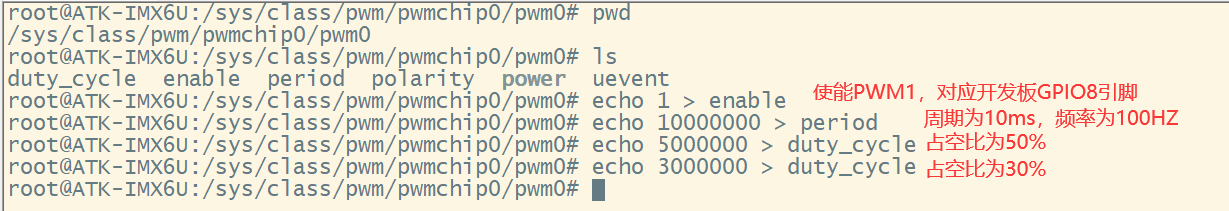 root@ATK-IMX6U:/sys/class/pwm/pwmchip0/pwm0# pwd
/sys/class/pwm/pwmchip0/pwm0
root@ATK-IMX6U:/sys/class/pwm/pwmchip0/pwm0# ls
duty_cycle  enable  period  polarity  power  uevent
root@ATK-IMX6U:/sys/class/pwm/pwmchip0/pwm0# echo 1 > enable 使能PWM1，对应开发板GPIO8引脚
root@ATK-IMX6U:/sys/class/pwm/pwmchip0/pwm0# echo 10000000 > period 周期为10ms，频率为100HZ
root@ATK-IMX6U:/sys/class/pwm/pwmchip0/pwm0# echo 5000000 > duty_cycle 占空比为50%
root@ATK-IMX6U:/sys/class/pwm/pwmchip0/pwm0# echo 3000000 > duty_cycle 占空比为30%
root@ATK-IMX6U:/sys/class/pwm/pwmchip0/pwm0#